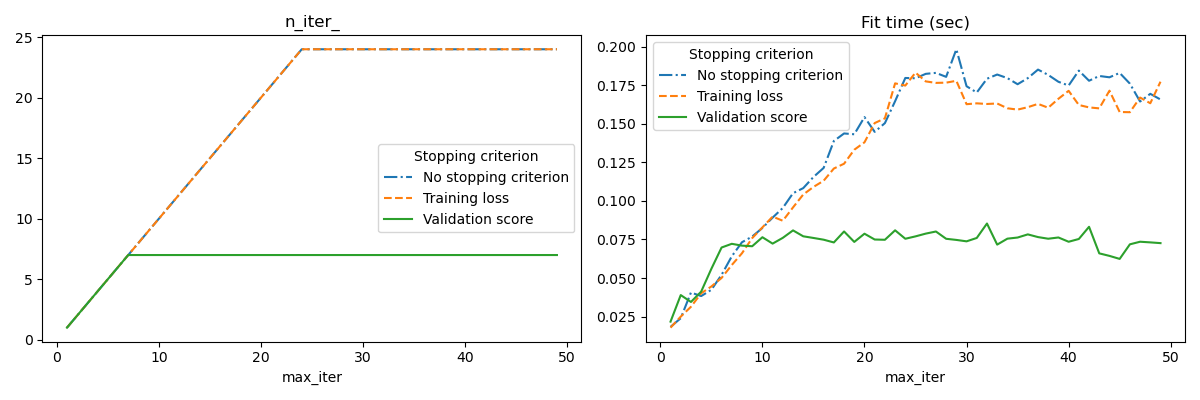 n_iter_
25
20
15
10
5
0
Stopping criterion
No stopping criterion
Training loss
Validation score
0 10 20 30 40 50
max_iter
Fit time (sec)
0.200
0.175
0.150
0.125
0.100
0.075
0.050
0.025
Stopping criterion
No stopping criterion
Training loss
Validation score
0 10 20 30 40 50
max_iter